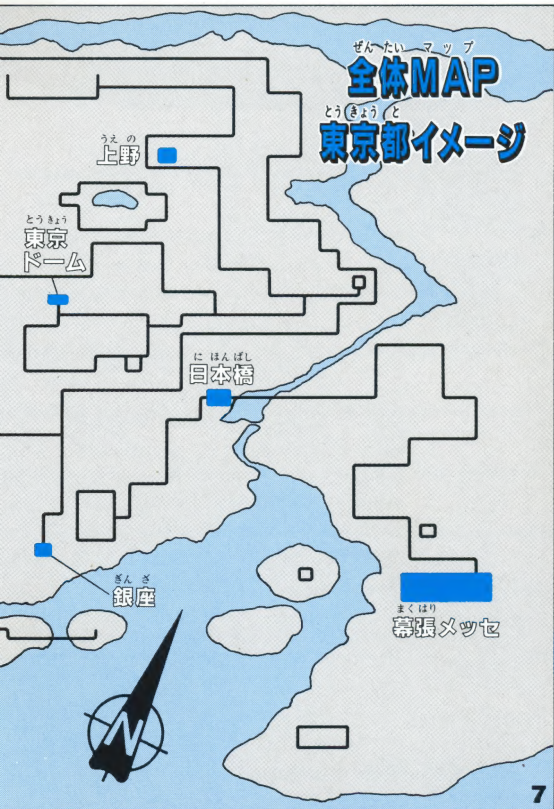 ぜんたい マップ
全体MAP
とうきょうと
東京都イメージ
うえの
上野
とうきょう
東京
ドーム
にほんばし
日本橋
ぎんざ
銀座
まくはり
幕張メッセ
N
7